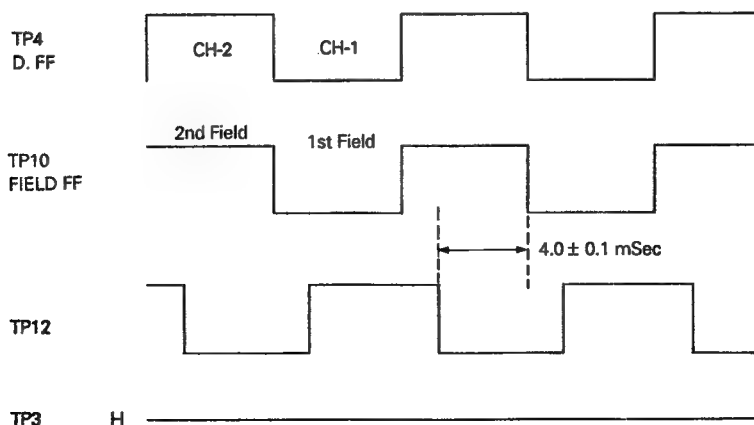 TP4
D. FF
CH-2
CH-1
2nd Field
1st Field
TP10
FIELD FF
4.0 ± 0.1 mSec
TP12
TP3 H